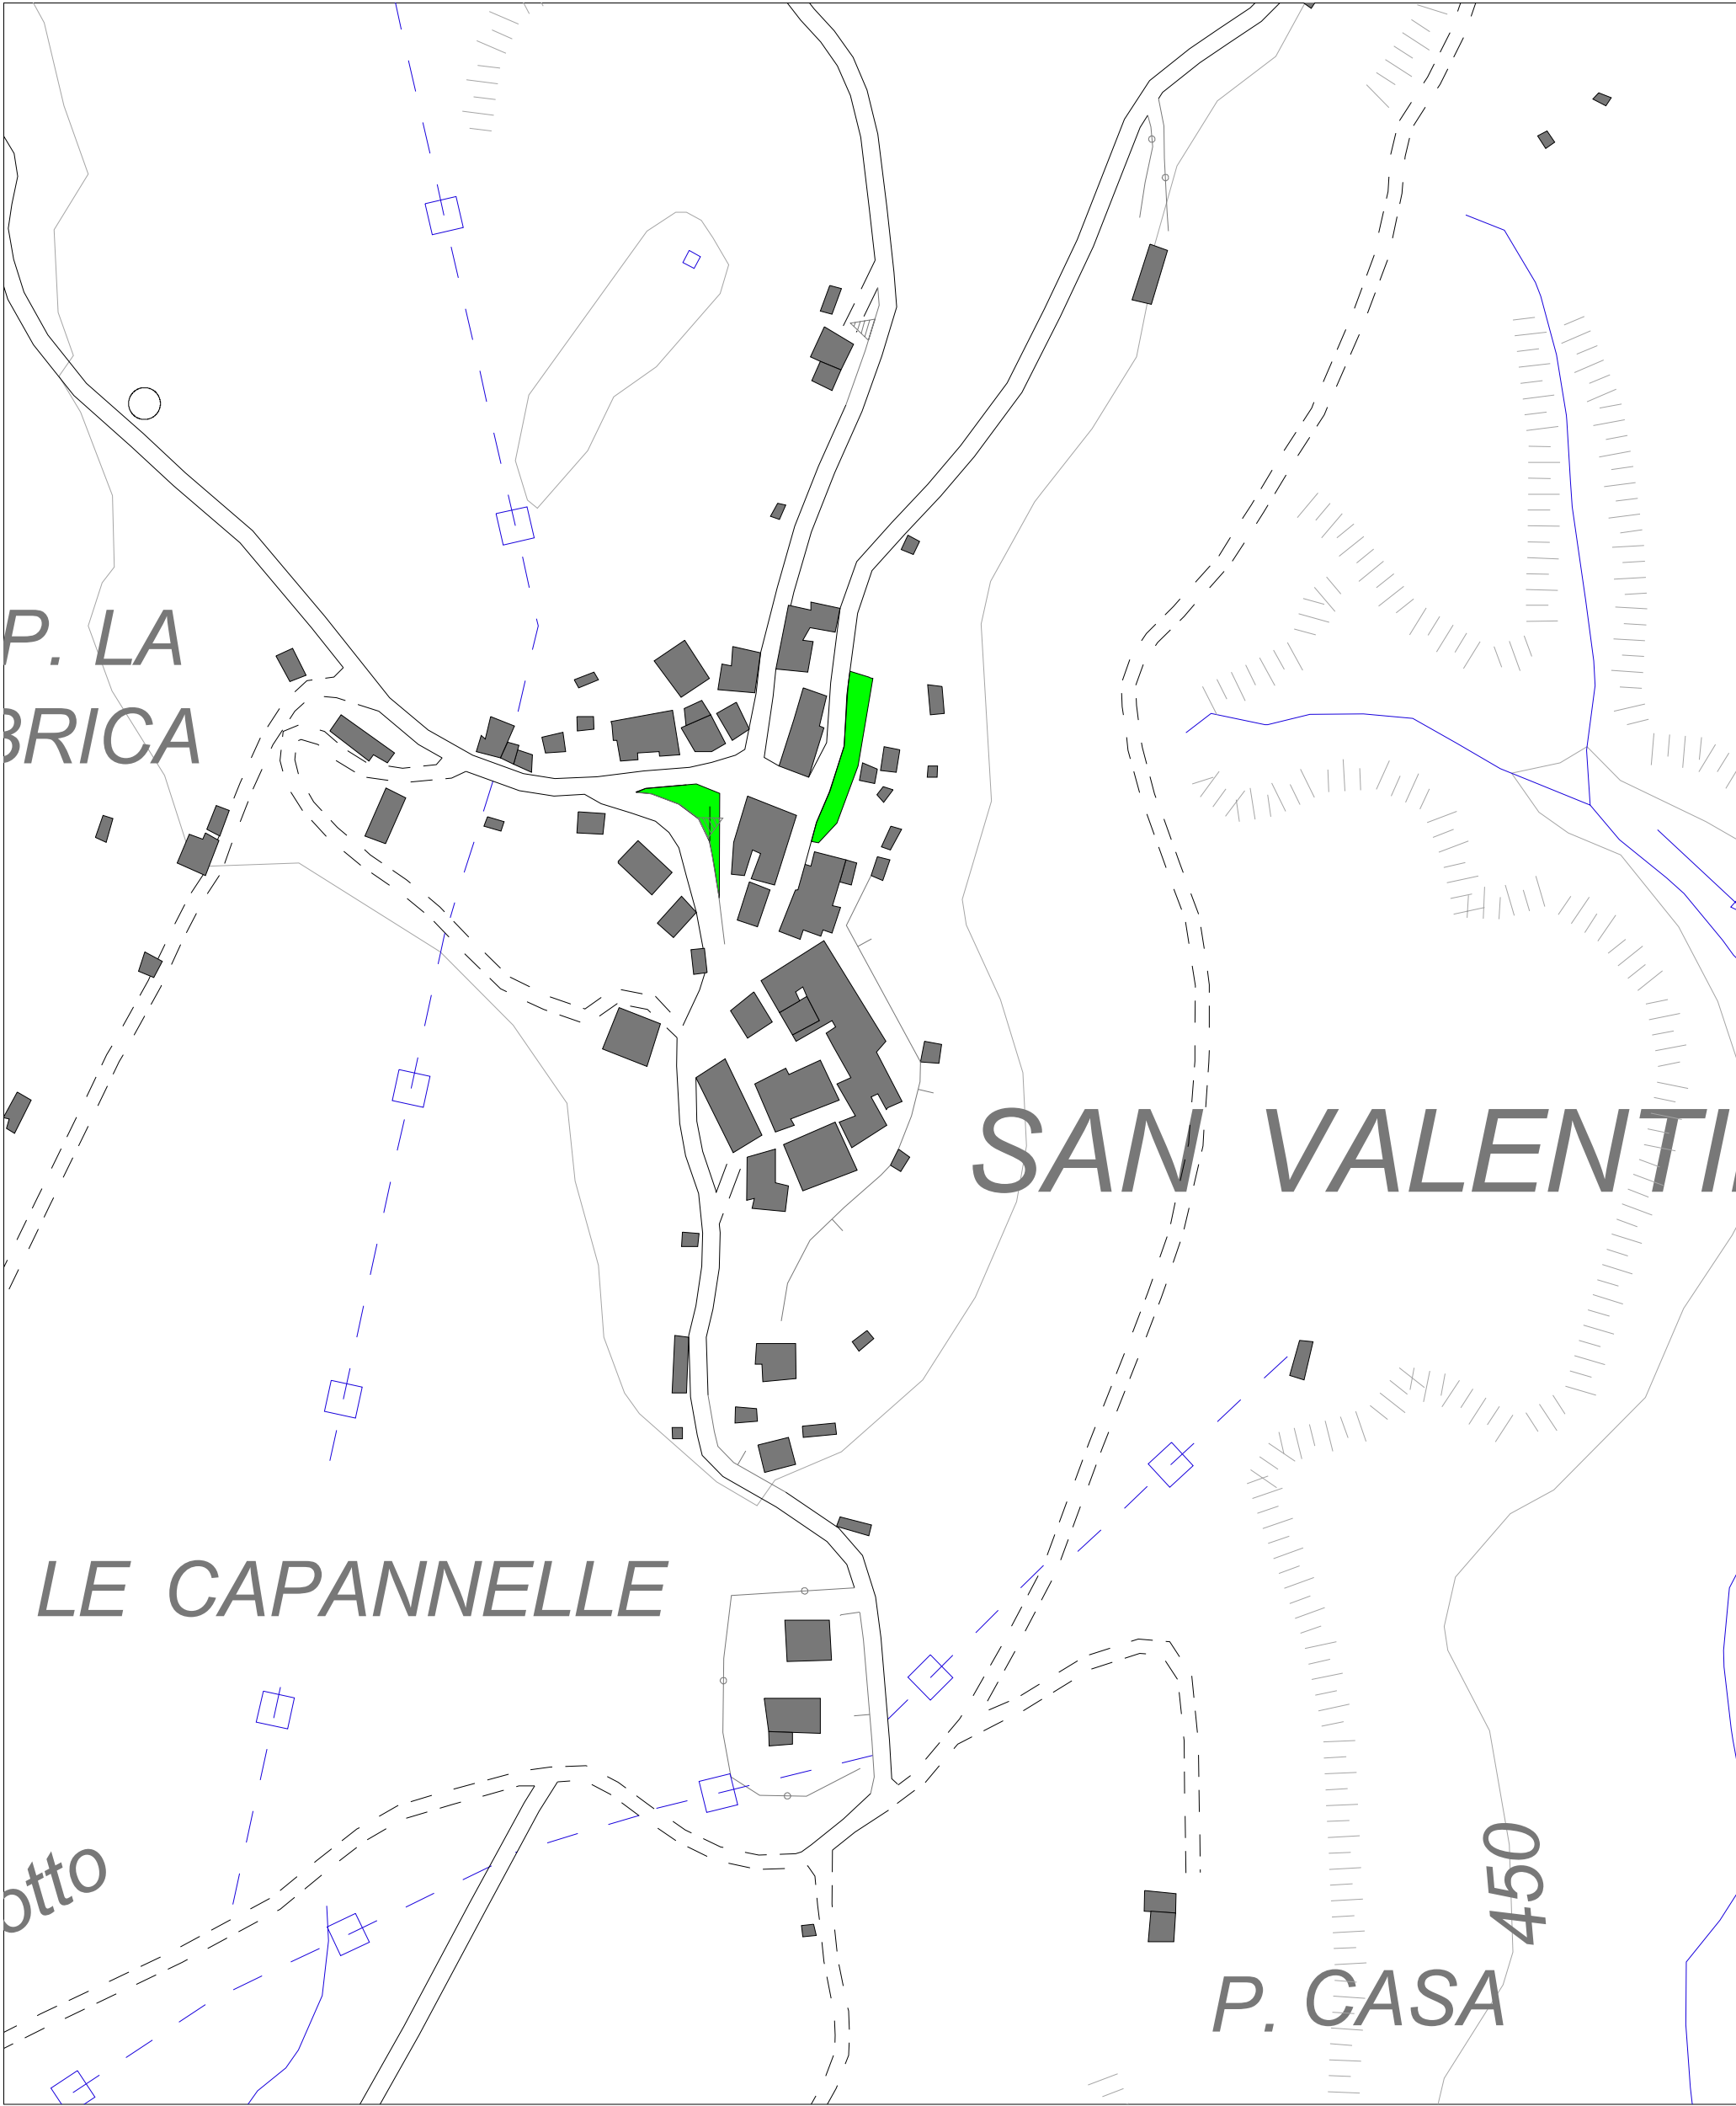 P. LA
BRICA
SAN VALENTI
LE CAPANNELLE
otto
450
P. CASA